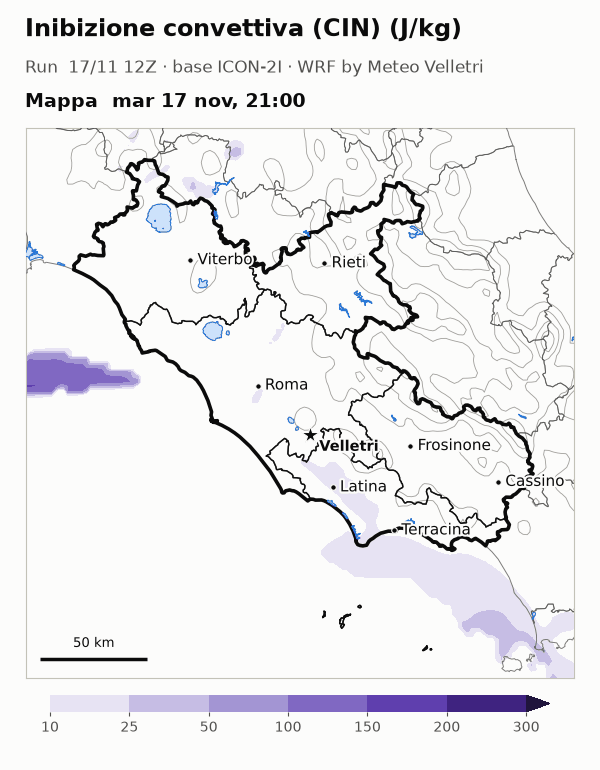 Inibizione convettiva (CIN) (J/kg)
Run 17/11 12Z · base ICON-2I · WRF by Meteo Velletri
Mappa mar 17 nov, 21:00
Viterbo
Rieti
Roma
Velletri
Frosinone
Cassino
Latina
Terracina
50 km
10 25 50 100 150 200 300